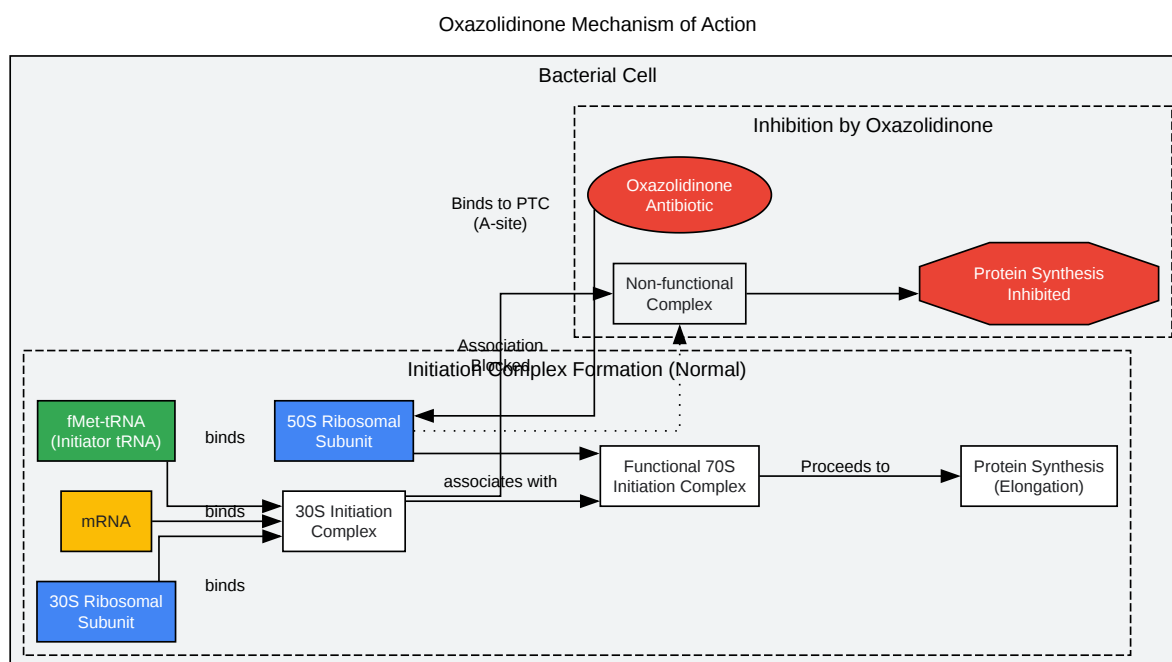 Oxazolidinone Mechanism of Action
Bacterial Cell
Inhibition by Oxazolidinone
Oxazolidinone
Antibiotic
Binds to PTC
(A-site)
Non-functional
Complex
Protein Synthesis
Inhibited
Association
Blocked
Initiation Complex Formation (Normal)
fMet-tRNA
(Initiator tRNA)
binds
50S Ribosomal
Subunit
Functional 70S
Initiation Complex
Proceeds to
Protein Synthesis
(Elongation)
associates with
mRNA
binds
30S Initiation
Complex
30S Ribosomal
Subunit
binds